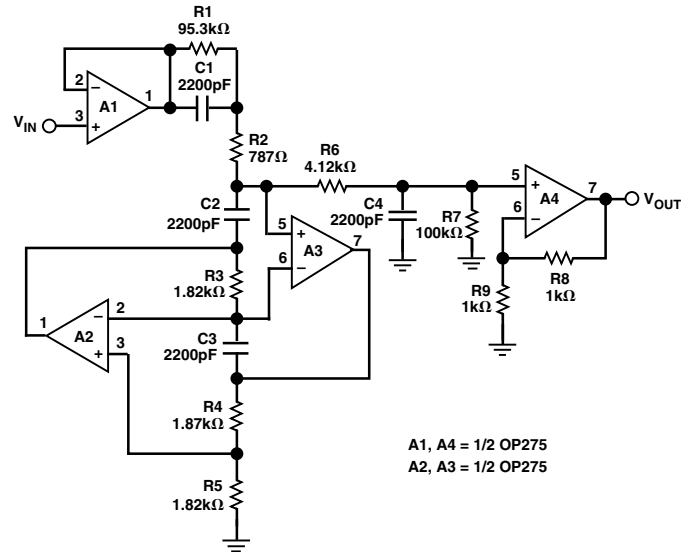 R1
95.3kΩ
C1
2200pF
2
−
A1
1
3
+
VIN
R2
787Ω
R6
4.12kΩ
C2
2200pF
C4
2200pF
R7
100kΩ
5
+
A4
7
VOUT
6
−
R8
1kΩ
R9
1kΩ
5
+
A3
7
6
−
R3
1.82kΩ
1
A2
2
−
3
+
C3
2200pF
R4
1.87kΩ
R5
1.82kΩ
A1, A4 = 1/2 OP275
A2, A3 = 1/2 OP275